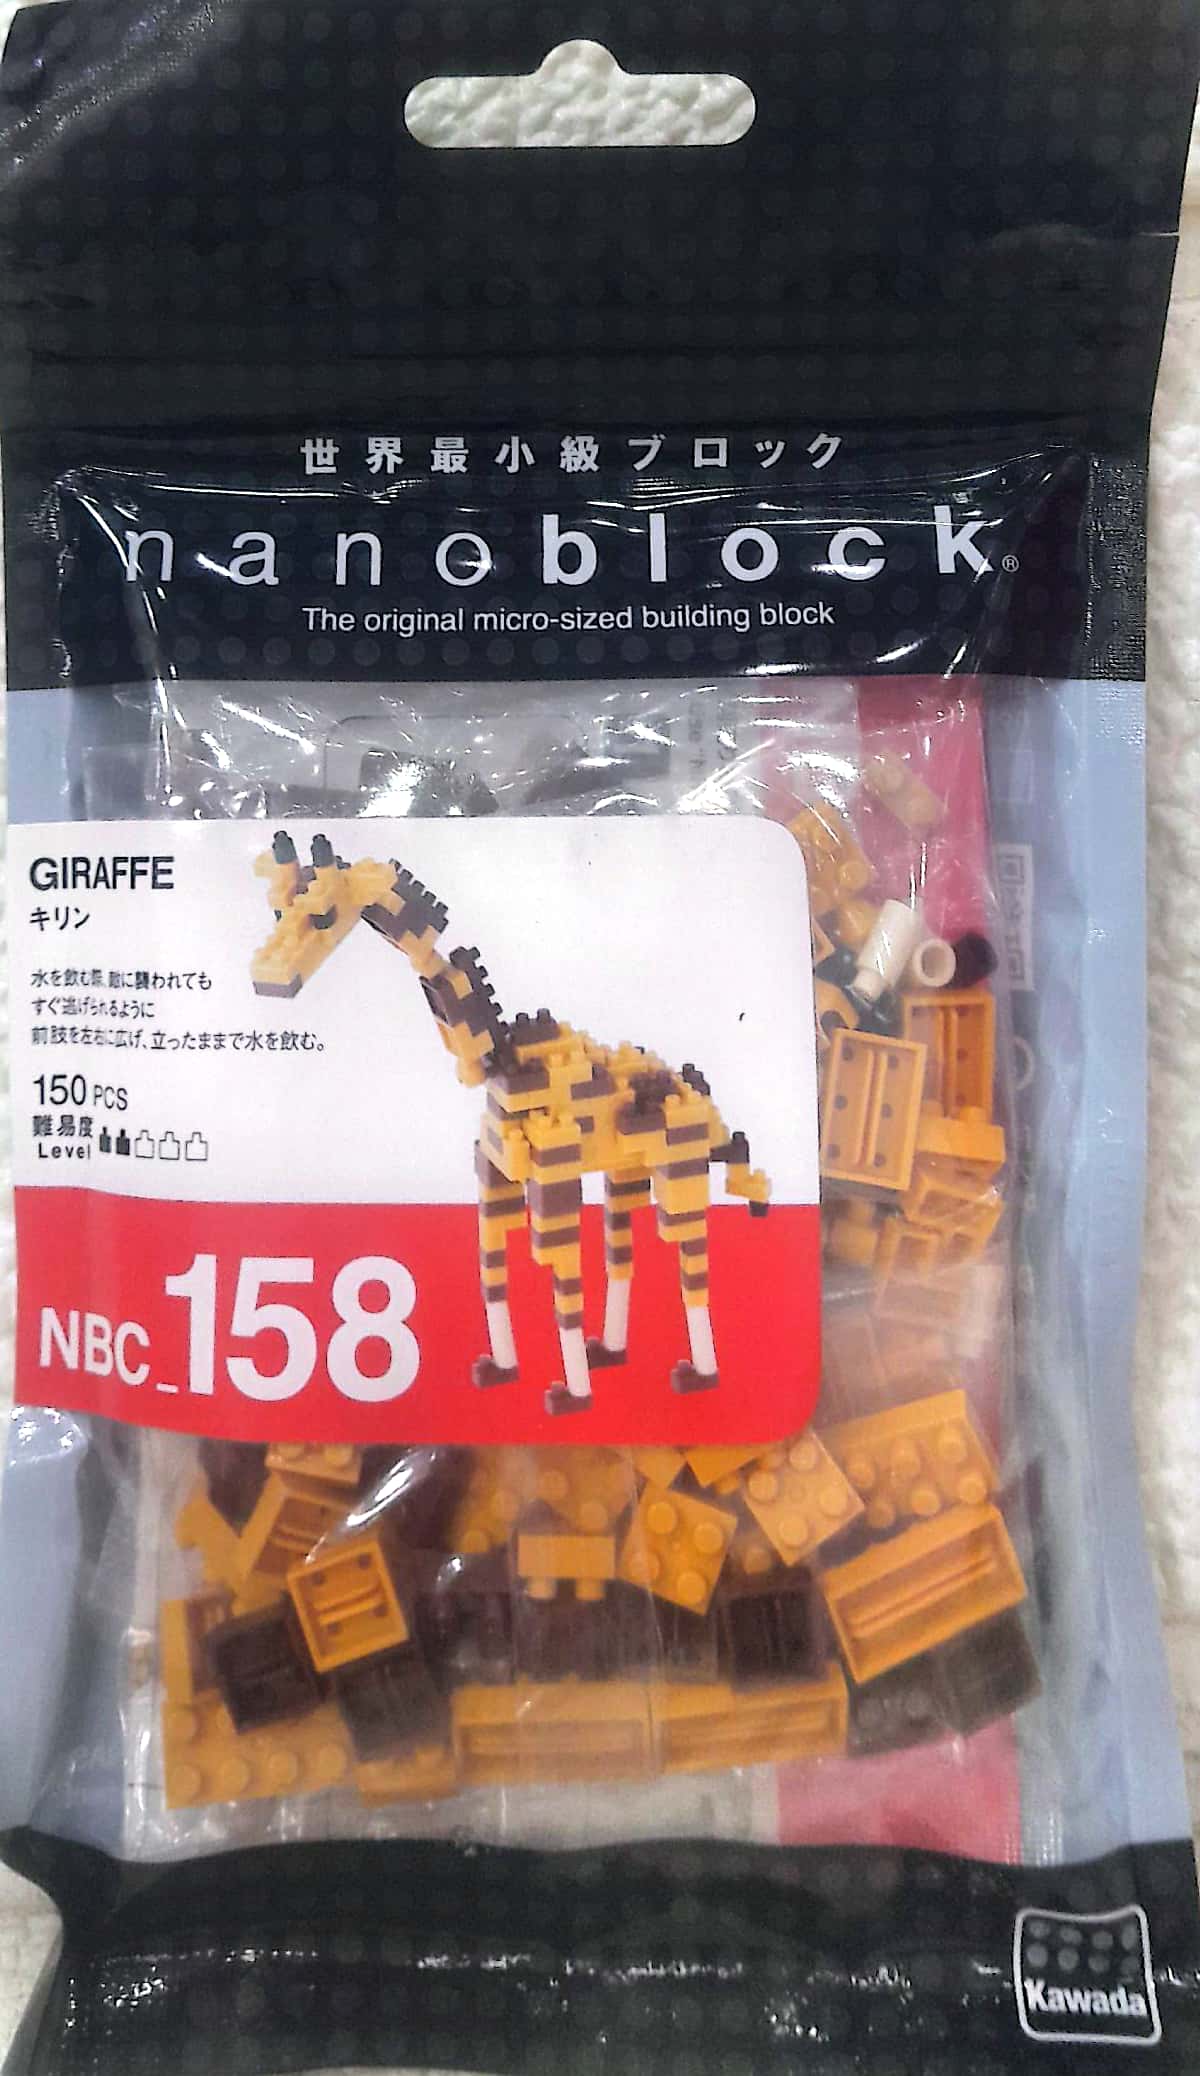 世界最小級ブロック
nanoblock®
The original micro-sized building block
GIRAFFE
キリン
水を飲む際、敵に襲われても
すぐ逃げられるように
前肢を左右に広げ、立ったままで水を飲む。
150 PCS
難易度
Level
NBC_158
Kawada